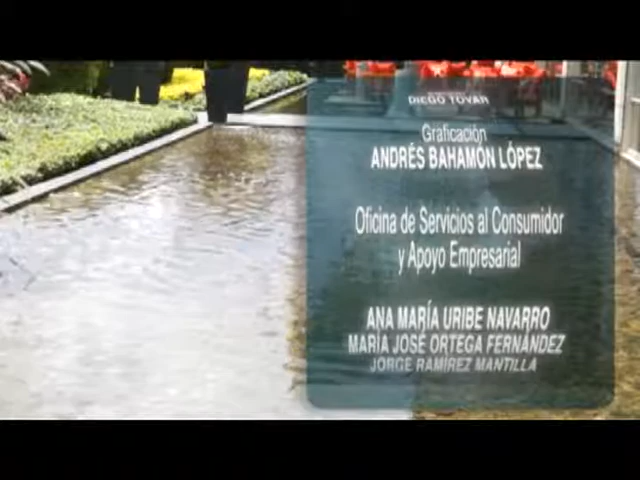 DIEGO TOVAR
Graficación
ANDRÉS BAHAMÓN LÓPEZ
Oficina de Servicios al Consumidor
y Apoyo Empresarial
ANA MARÍA URIBE NAVARRO
MARÍA JOSÉ ORTEGA FERNÁNDEZ
JORGE RAMÍREZ MANTILLA